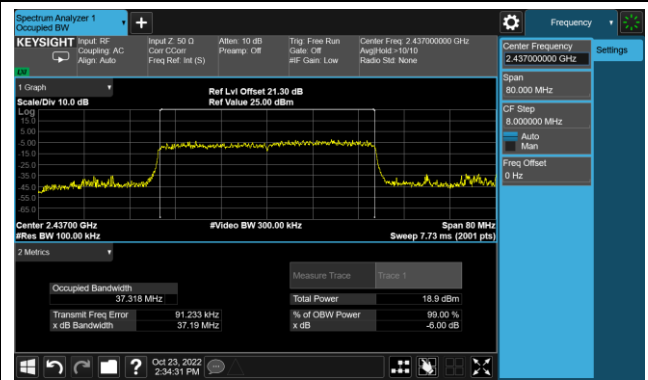 Spectrum Analyzer 1
Occupied BW
Frequency
KEYSIGHT
Input: RF
Coupling: AC
Align: Auto
Input Z: 50 Ω
Corr CCorr
Freq Ref: Int (S)
Atten: 10 dB
Preamp: Off
Trig: Free Run
Gate: Off
#IF Gain: Low
Center Freq: 2.437000000 GHz
Avg|Hold:>10/10
Radio Std: None
LW
Center Frequency
2.437000000 GHz
Settings
Span
80.000 MHz
CF Step
8.000000 MHz
Auto
Man
Freq Offset
0 Hz
1 Graph
Scale/Div 10.0 dB
Ref Lvl Offset 21.30 dB
Ref Value 25.00 dBm
Log
15.0
5.00
-5.00
-15.0
-25.0
-35.0
-45.0
-55.0
-65.0
Center 2.43700 GHz
#Res BW 100.00 kHz
#Video BW 300.00 kHz
Span 80 MHz
Sweep 7.73 ms (2001 pts)
2 Metrics
Measure Trace
Trace 1
Occupied Bandwidth
37.318 MHz
Total Power
18.9 dBm
Transmit Freq Error
91.233 kHz
% of OBW Power
99.00 %
x dB Bandwidth
37.19 MHz
x dB
-6.00 dB
Oct 23, 2022
2:34:31 PM